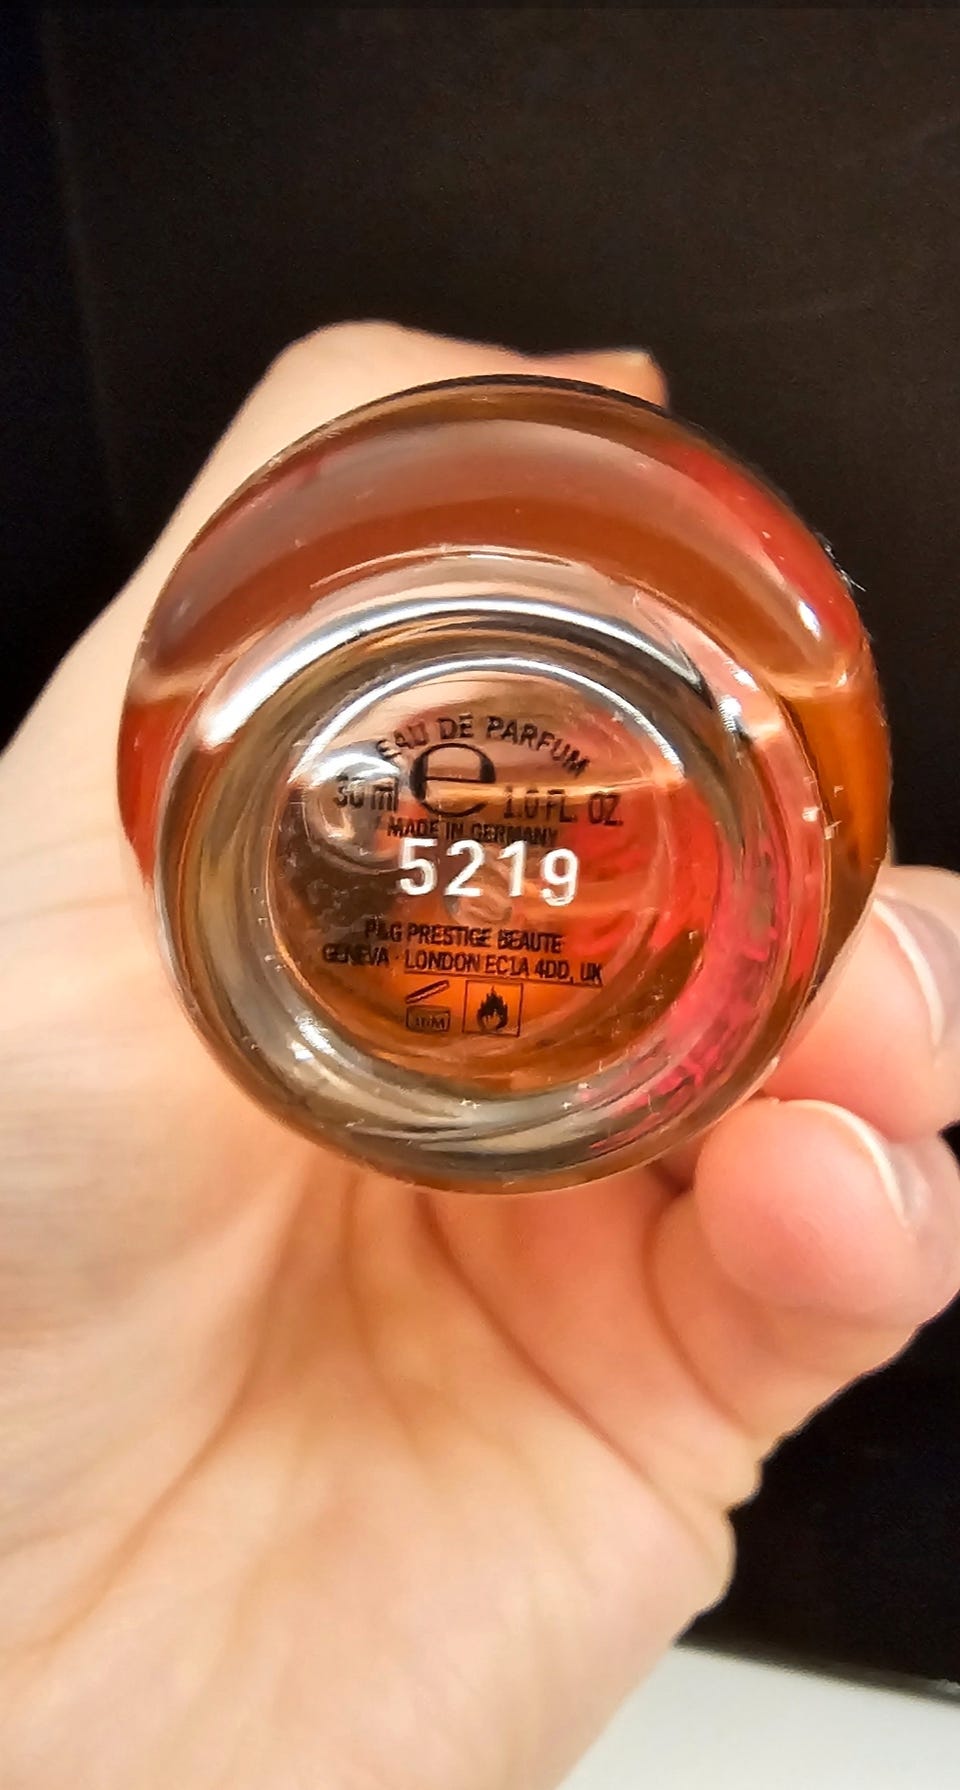 EAU DE PARFUM
30 ml e 1.0 FL. OZ.
MADE IN GERMANY
5219
P&G PRESTIGE BEAUTE
GENEVA · LONDON EC1A 4DD, UK